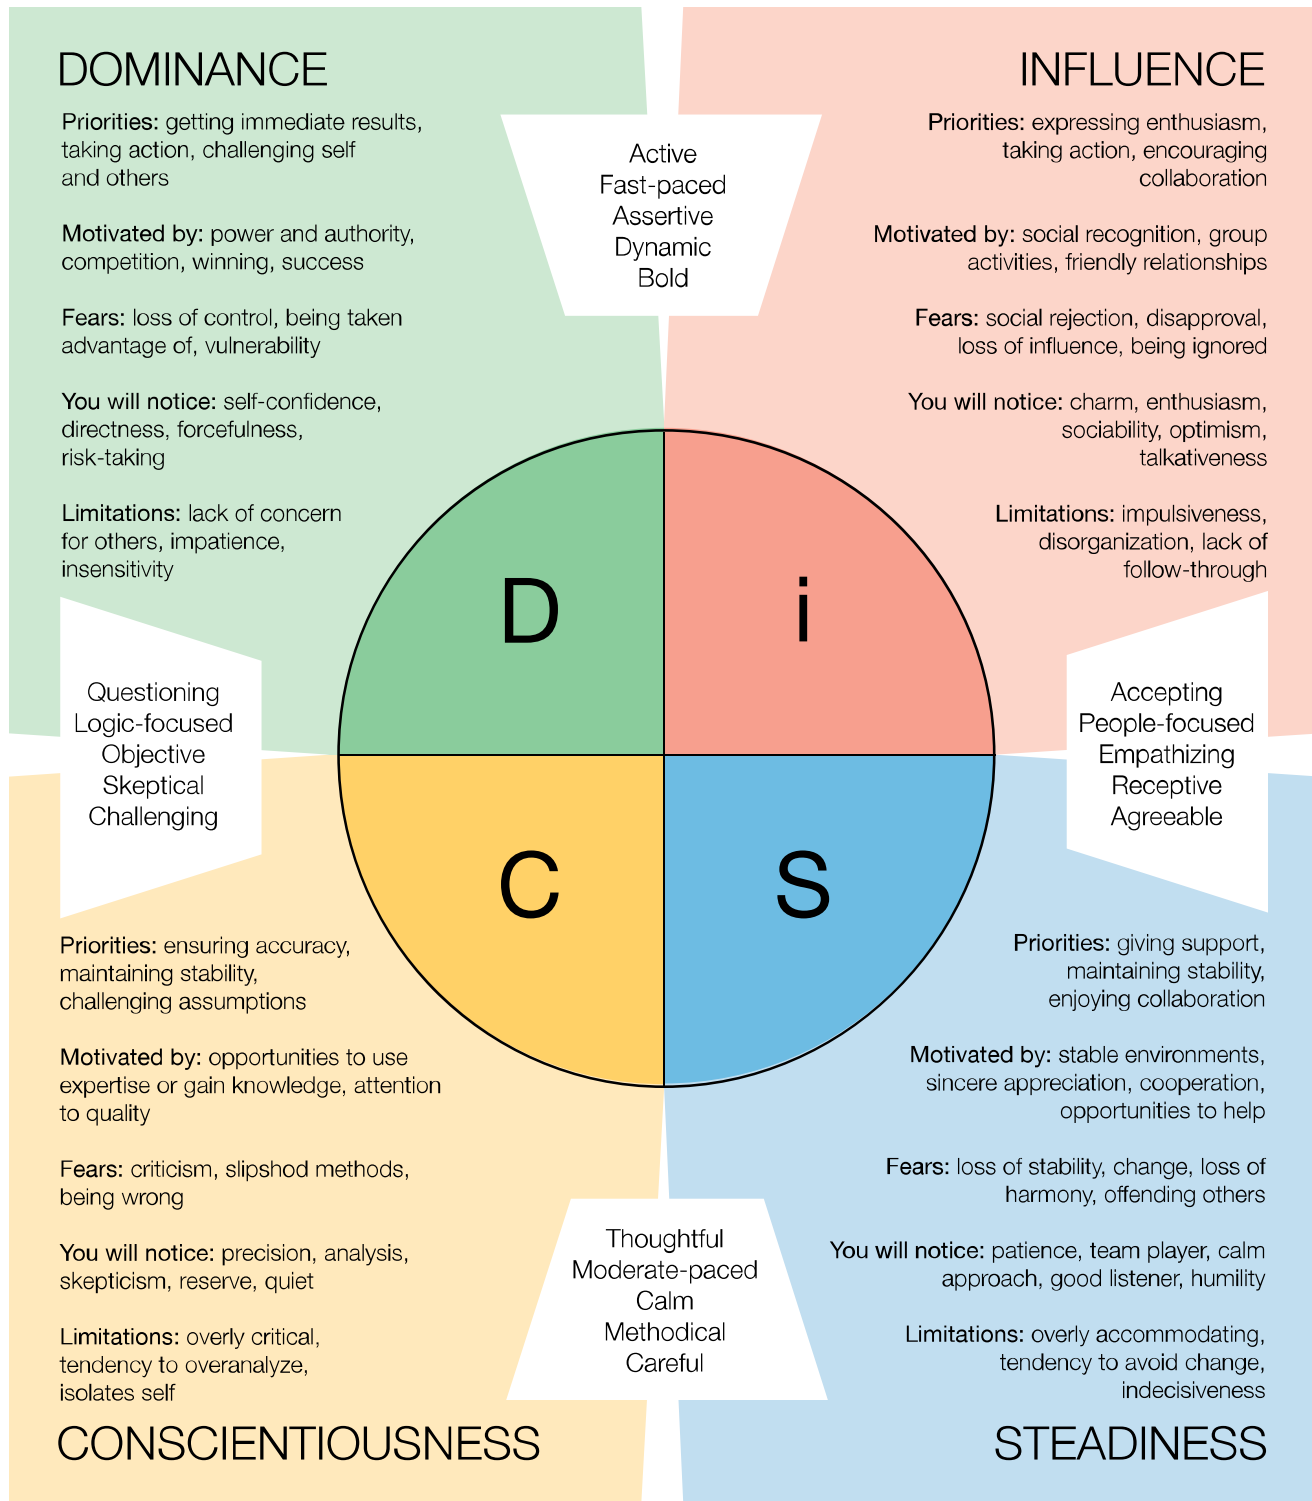 DOMINANCE
Priorities: getting immediate results,
taking action, challenging self
and others
Motivated by: power and authority,
competition, winning, success
Fears: loss of control, being taken
advantage of, vulnerability
You will notice: self-confidence,
directness, forcefulness,
risk-taking
Limitations: lack of concern
for others, impatience,
insensitivity
Active
Fast-paced
Assertive
Dynamic
Bold
INFLUENCE
Priorities: expressing enthusiasm,
taking action, encouraging
collaboration
Motivated by: social recognition, group
activities, friendly relationships
Fears: social rejection, disapproval,
loss of influence, being ignored
You will notice: charm, enthusiasm,
sociability, optimism,
talkativeness
Limitations: impulsiveness,
disorganization, lack of
follow-through
D
i
Questioning
Logic-focused
Objective
Skeptical
Challenging
Accepting
People-focused
Empathizing
Receptive
Agreeable
C
S
Priorities: ensuring accuracy,
maintaining stability,
challenging assumptions
Motivated by: opportunities to use
expertise or gain knowledge, attention
to quality
Fears: criticism, slipshod methods,
being wrong
You will notice: precision, analysis,
skepticism, reserve, quiet
Limitations: overly critical,
tendency to overanalyze,
isolates self
CONSCIENTIOUSNESS
Thoughtful
Moderate-paced
Calm
Methodical
Careful
Priorities: giving support,
maintaining stability,
enjoying collaboration
Motivated by: stable environments,
sincere appreciation, cooperation,
opportunities to help
Fears: loss of stability, change, loss of
harmony, offending others
You will notice: patience, team player, calm
approach, good listener, humility
Limitations: overly accommodating,
tendency to avoid change,
indecisiveness
STEADINESS